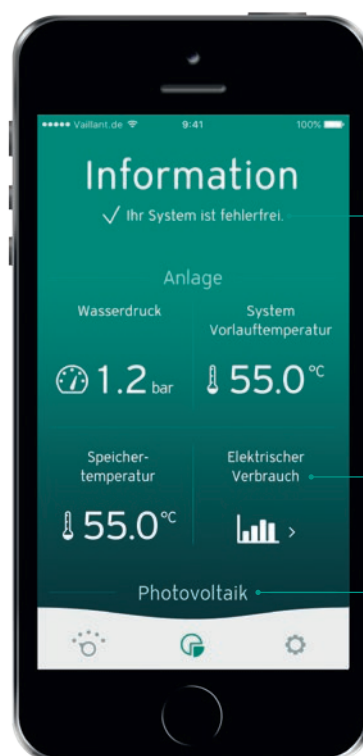 Vaillant.de 9:41 100%
Information
✓ Ihr System ist fehlerfrei.
Anlage
Wasserdruck
1.2 bar
System
Vorlauftemperatur
55.0 °C
Speicher-
temperatur
55.0 °C
Elektrischer
Verbrauch
Photovoltaik